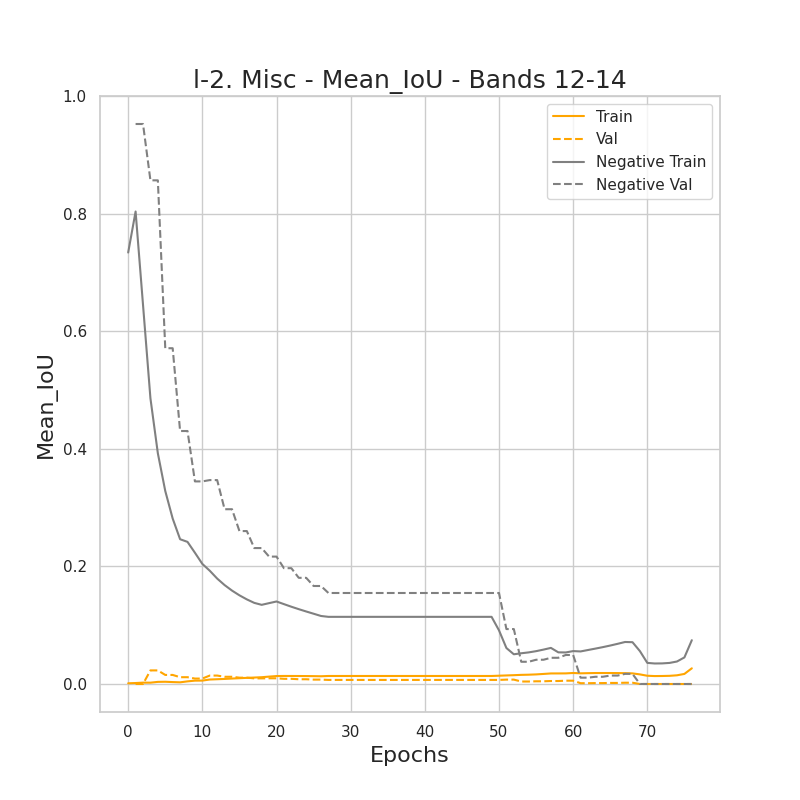 l-2. Misc - Mean_IoU - Bands 12-14
1.0
0.8
0.6
0.4
0.2
0.0
Mean_IoU
Train
Val
Negative Train
Negative Val
0 10 20 30 40 50 60 70
Epochs